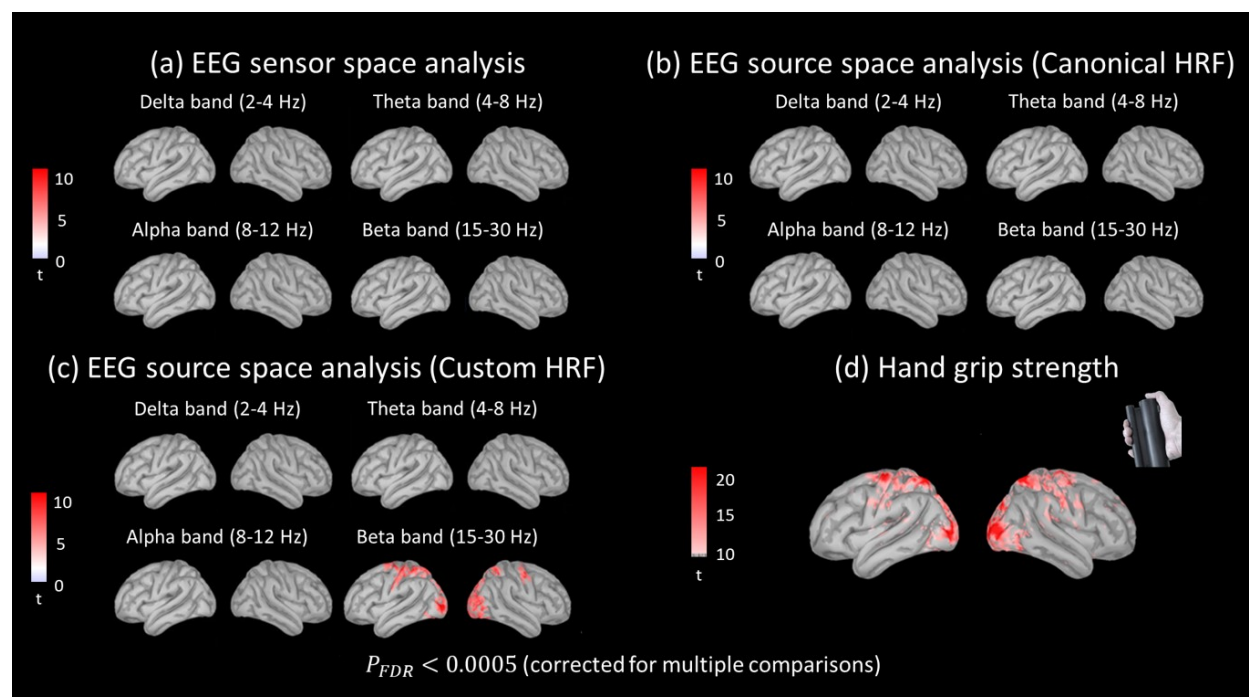 (a) EEG sensor space analysis
Delta band (2-4 Hz)
Theta band (4-8 Hz)
10
5
0
t
Alpha band (8-12 Hz)
Beta band (15-30 Hz)
(b) EEG source space analysis (Canonical HRF)
Delta band (2-4 Hz)
Theta band (4-8 Hz)
10
5
0
t
Alpha band (8-12 Hz)
Beta band (15-30 Hz)
(c) EEG source space analysis (Custom HRF)
Delta band (2-4 Hz)
Theta band (4-8 Hz)
10
5
0
t
Alpha band (8-12 Hz)
Beta band (15-30 Hz)
(d) Hand grip strength
20
15
10
t
P_{FDR} < 0.0005 (corrected for multiple comparisons)